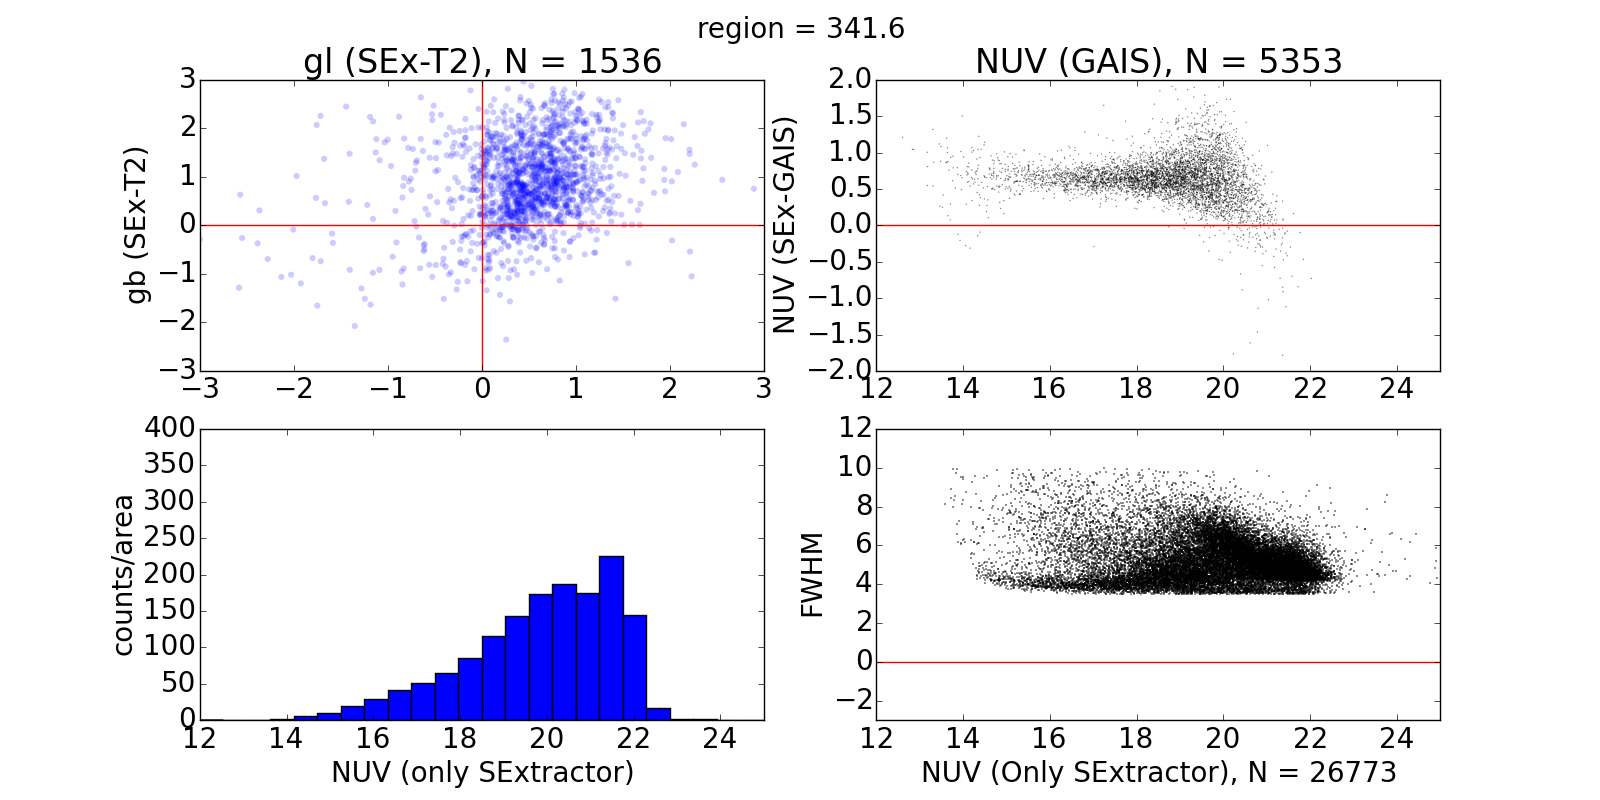 region = 341.6
gl (SEx-T2), N = 1536
3
2
1
0
−1
−2
−3
gb (SEx-T2)
−3 −2 −1 0 1 2 3
NUV (GAIS), N = 5353
2.0
1.5
1.0
0.5
0.0
−0.5
−1.0
−1.5
−2.0
NUV (SEx-GAIS)
12 14 16 18 20 22 24
400
350
300
250
200
150
100
50
0
counts/area
12 14 16 18 20 22 24
NUV (only SExtractor)
12
10
8
6
4
2
0
−2
FWHM
12 14 16 18 20 22 24
NUV (Only SExtractor), N = 26773